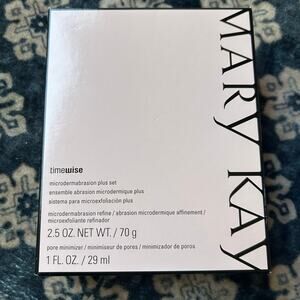 MARY KAY
timewise
microdermabrasion plus set
ensemble abrasion microdermique plus
sistema para microexfoliación plus
microdermabrasion refine / abrasion microdermique affinement /
microexfoliante refinador
2.5 OZ. NET WT. / 70 g
pore minimizer / minimiseur de pores / minimizador de poros
1 FL. OZ. / 29 ml